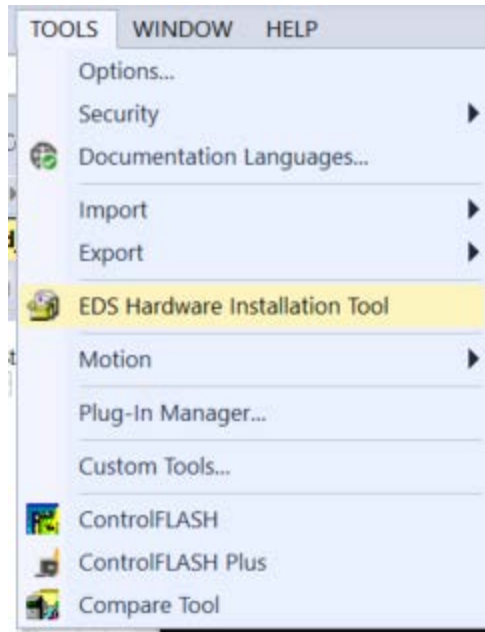 TOOLS WINDOW HELP
Options...
Security
Documentation Languages...
Import
Export
EDS Hardware Installation Tool
Motion
Plug-In Manager...
Custom Tools...
ControlFLASH
ControlFLASH Plus
Compare Tool